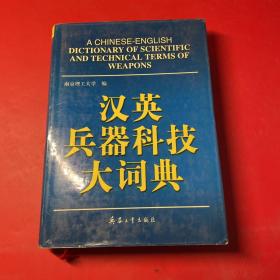 A CHINESE-ENGLISH
DICTIONARY OF SCIENTIFIC
AND TECHNICAL TERMS OF
WEAPONS
南京理工大学 编
汉英
兵器科技
大词典
兵器工业出版社